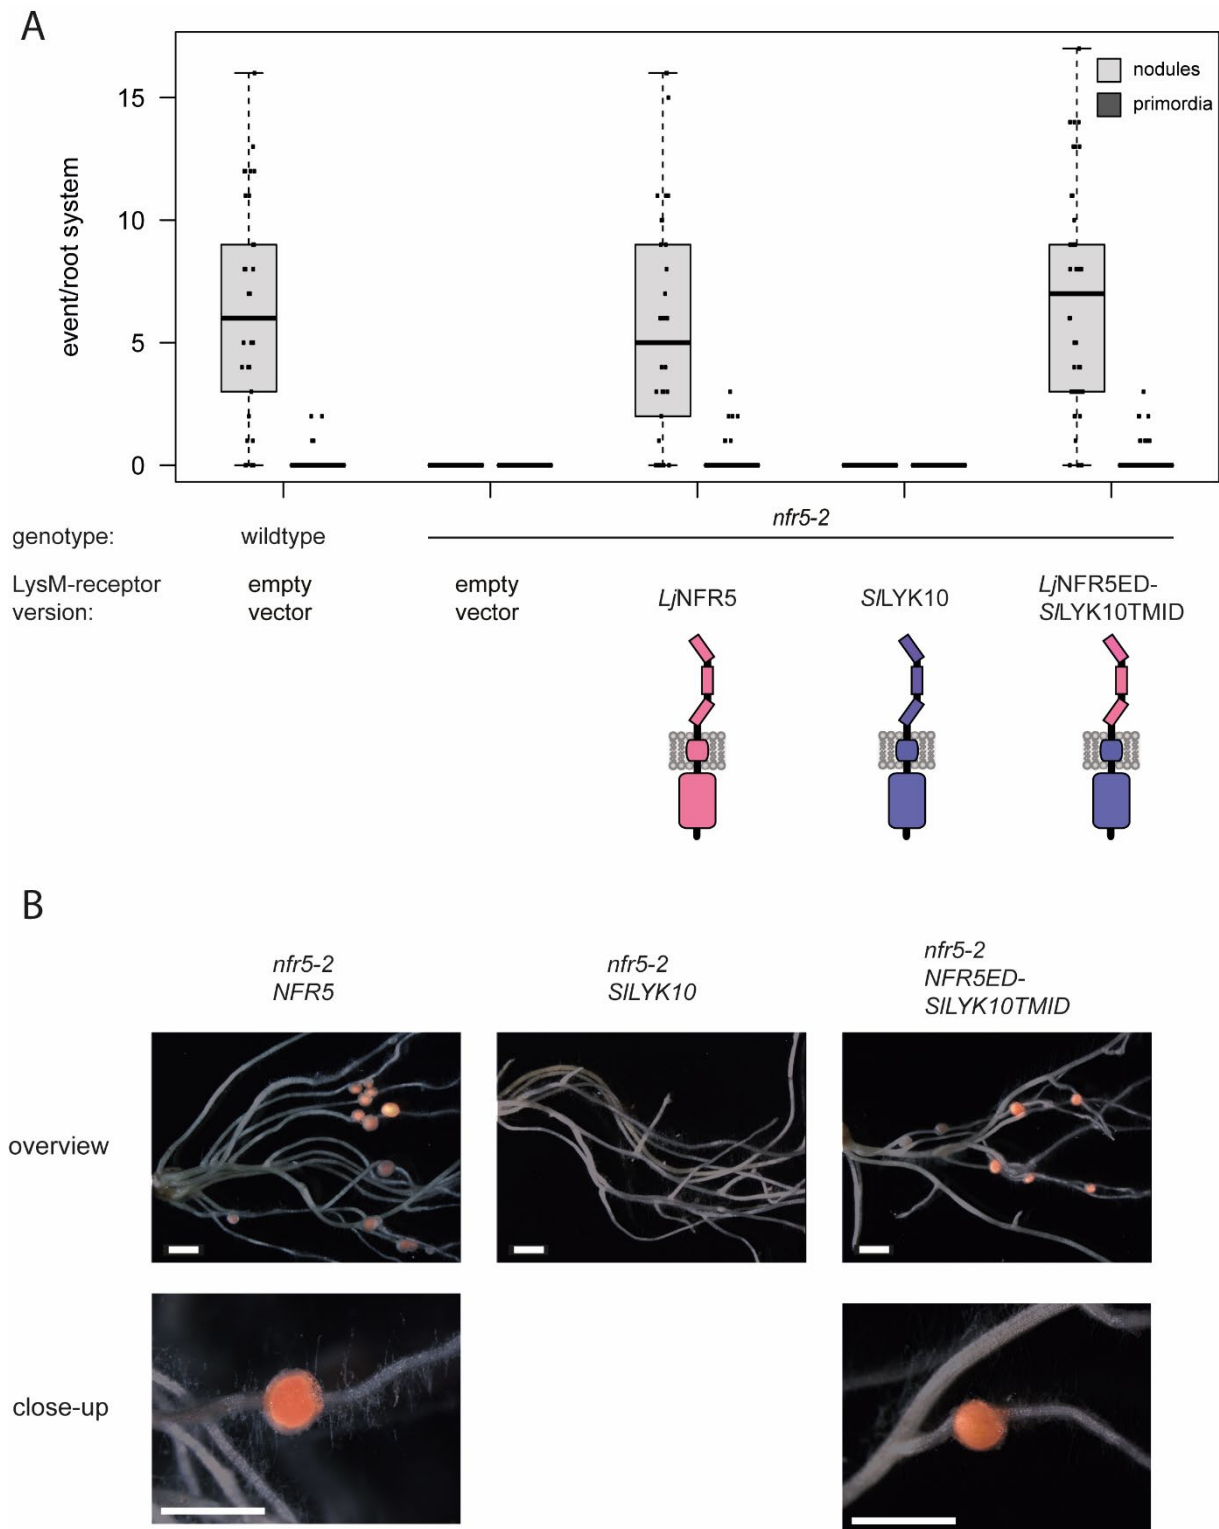 A
event/root system
15
10
5
0
nodules
primordia
genotype:
wildtype
nfr5-2
LysM-receptor
version:
empty
vector
empty
vector
LjNFR5
SlLYK10
LjNFR5ED-
SlLYK10TMID
B
nfr5-2
NFR5
nfr5-2
SlLYK10
nfr5-2
NFR5ED-
SlLYK10TMID
overview
close-up